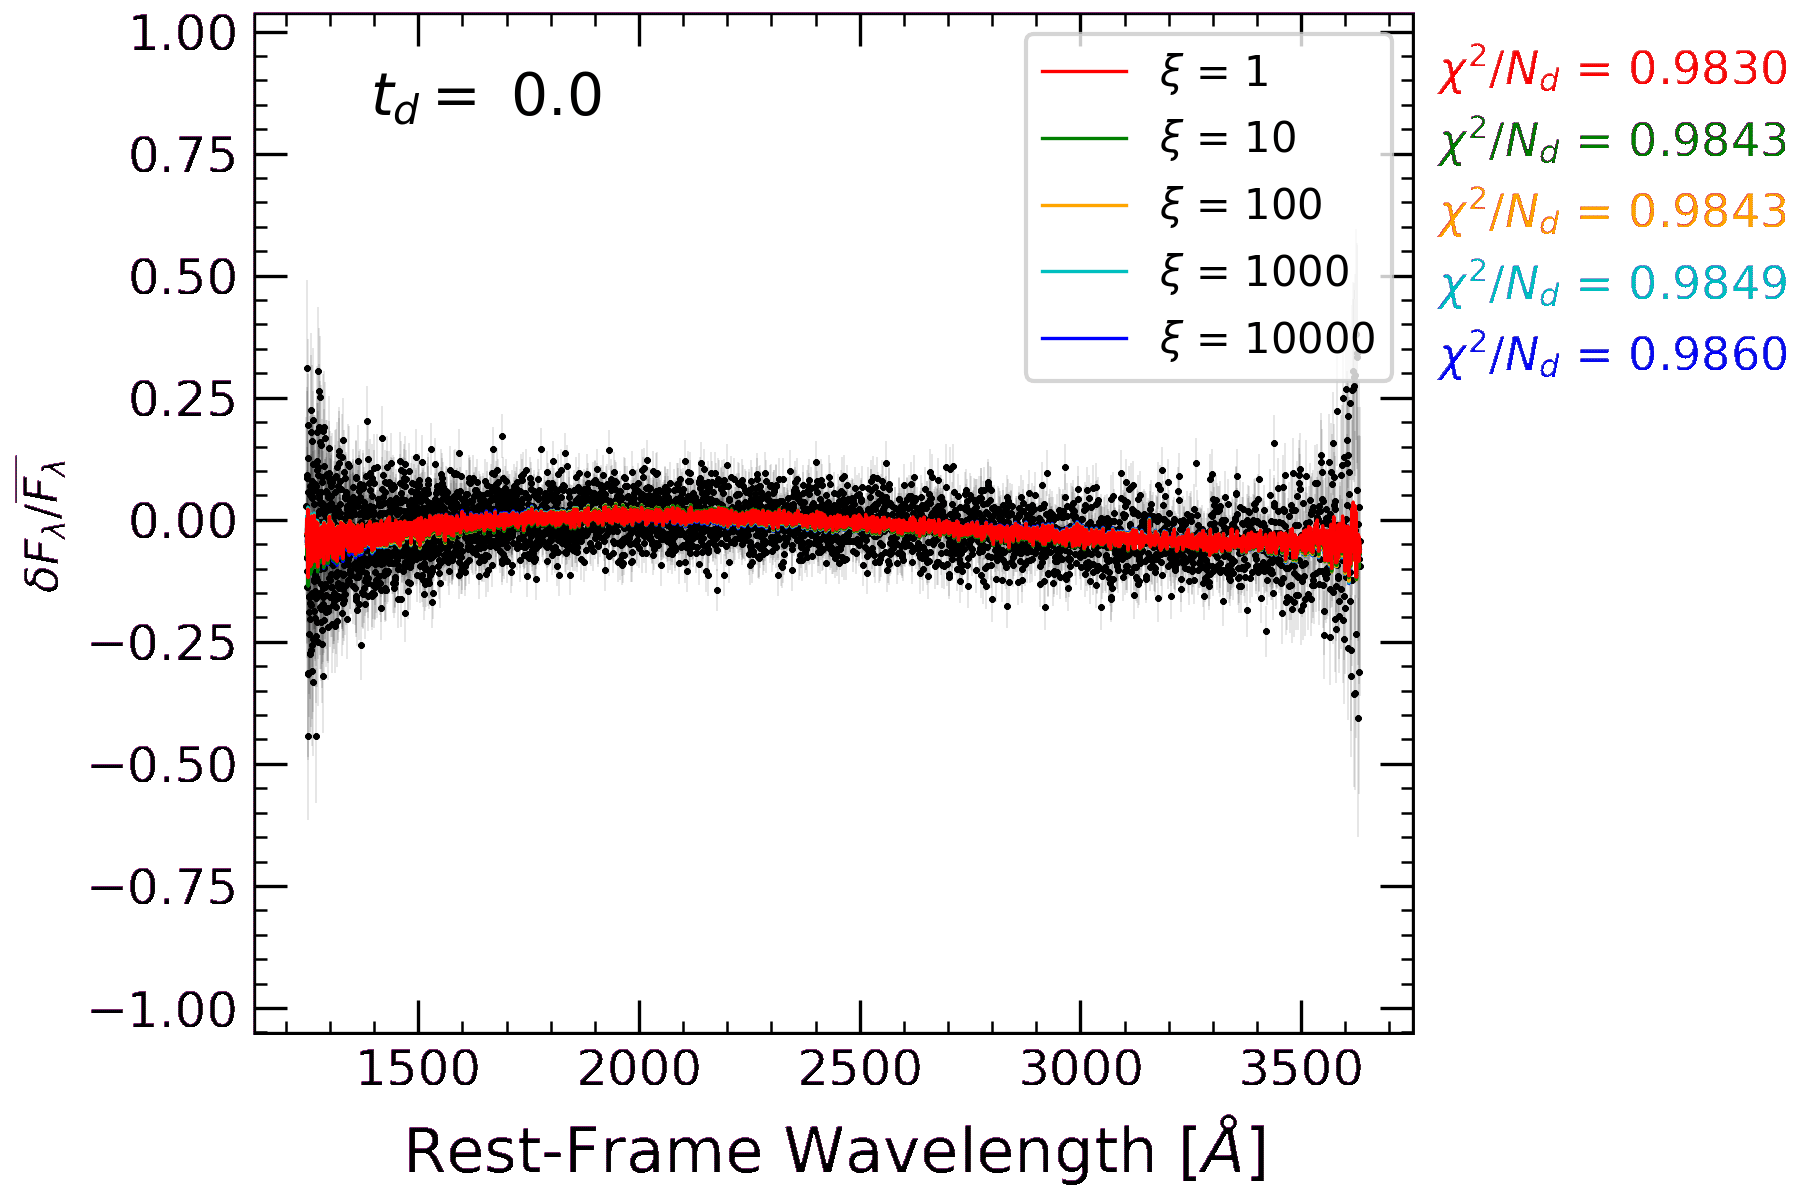 1.00
0.75
0.50
0.25
0.00
−0.25
−0.50
−0.75
−1.00
δF_λ/F̅_λ
t_d = 0.0
ξ = 1
ξ = 10
ξ = 100
ξ = 1000
ξ = 10000
χ²/N_d = 0.9830
χ²/N_d = 0.9843
χ²/N_d = 0.9843
χ²/N_d = 0.9849
χ²/N_d = 0.9860
1500 2000 2500 3000 3500
Rest-Frame Wavelength [Å]